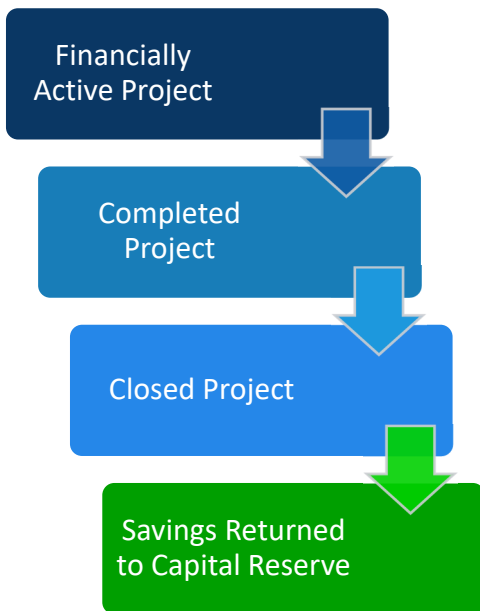 Financially
Active Project
Completed
Project
Closed Project
Savings Returned
to Capital Reserve